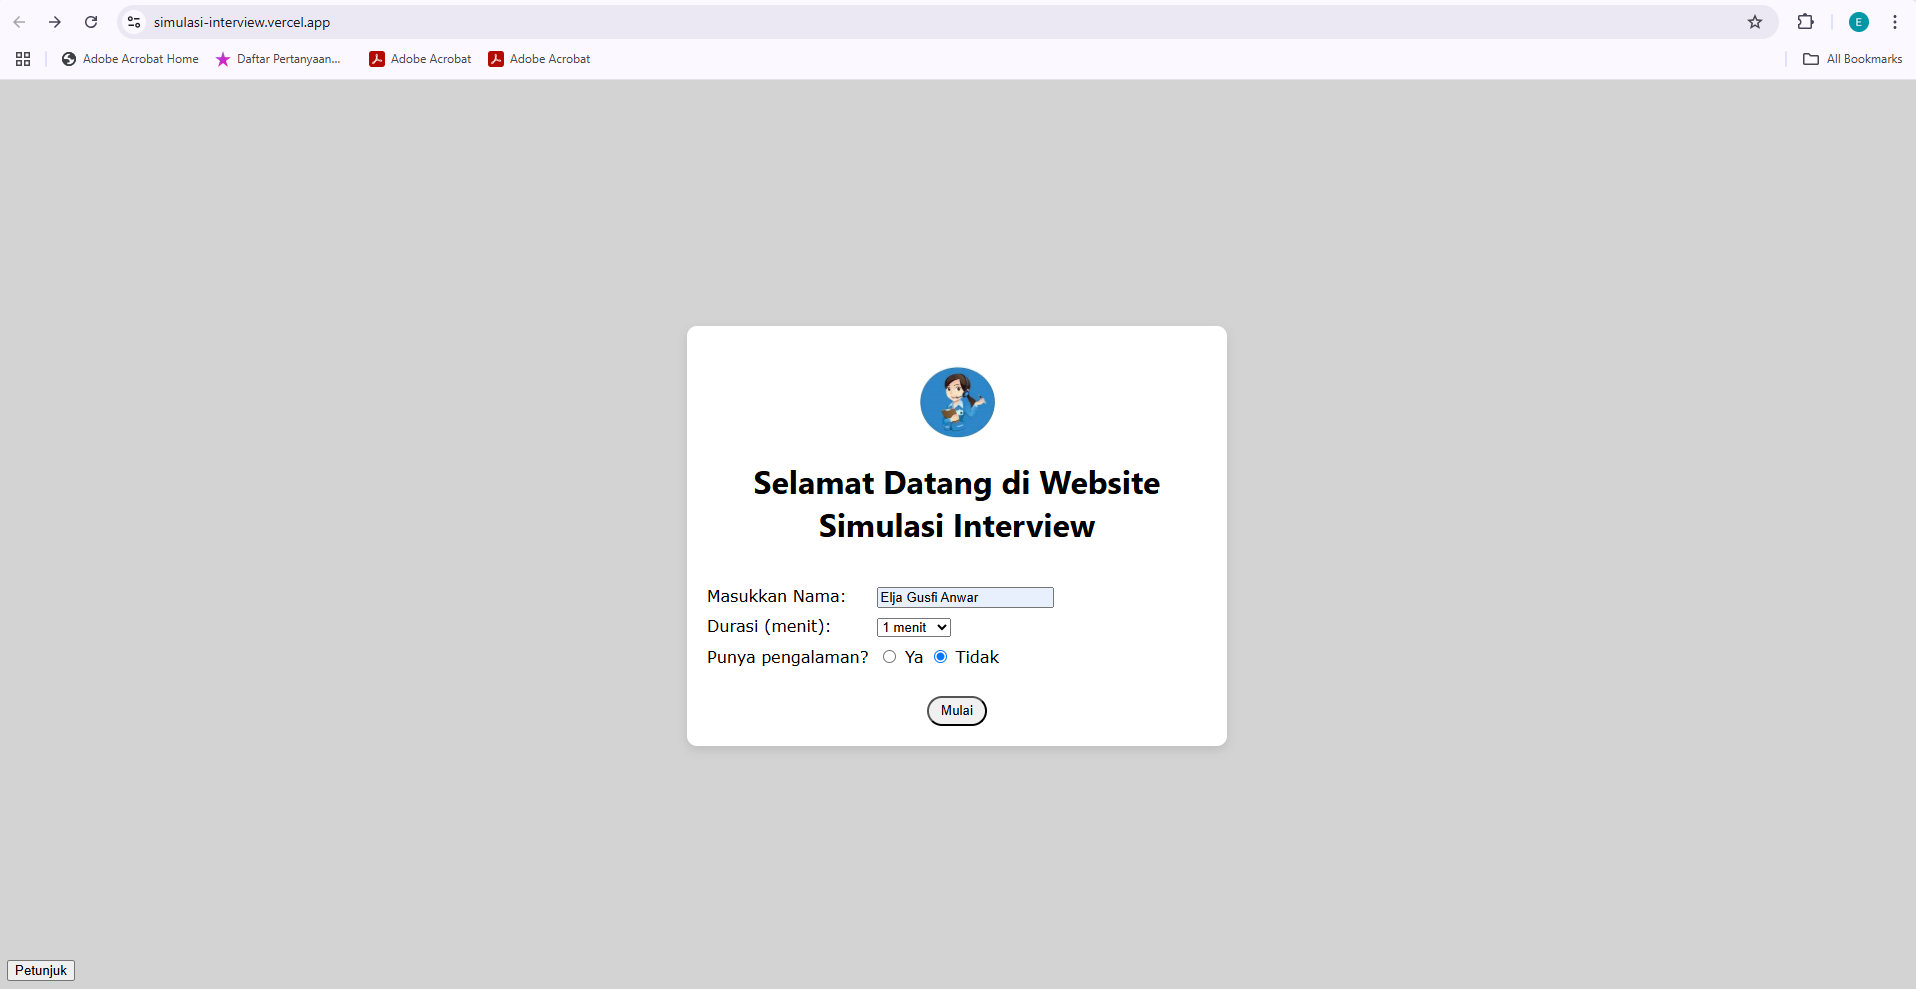 simulasi-interview.vercel.app
E
Adobe Acrobat Home
Daftar Pertanyaan...
Adobe Acrobat
Adobe Acrobat
All Bookmarks
Selamat Datang di Website
Simulasi Interview
Masukkan Nama: Elja Gusfi Anwar
Durasi (menit): 1 menit
Punya pengalaman? Ya Tidak
Mulai
Petunjuk